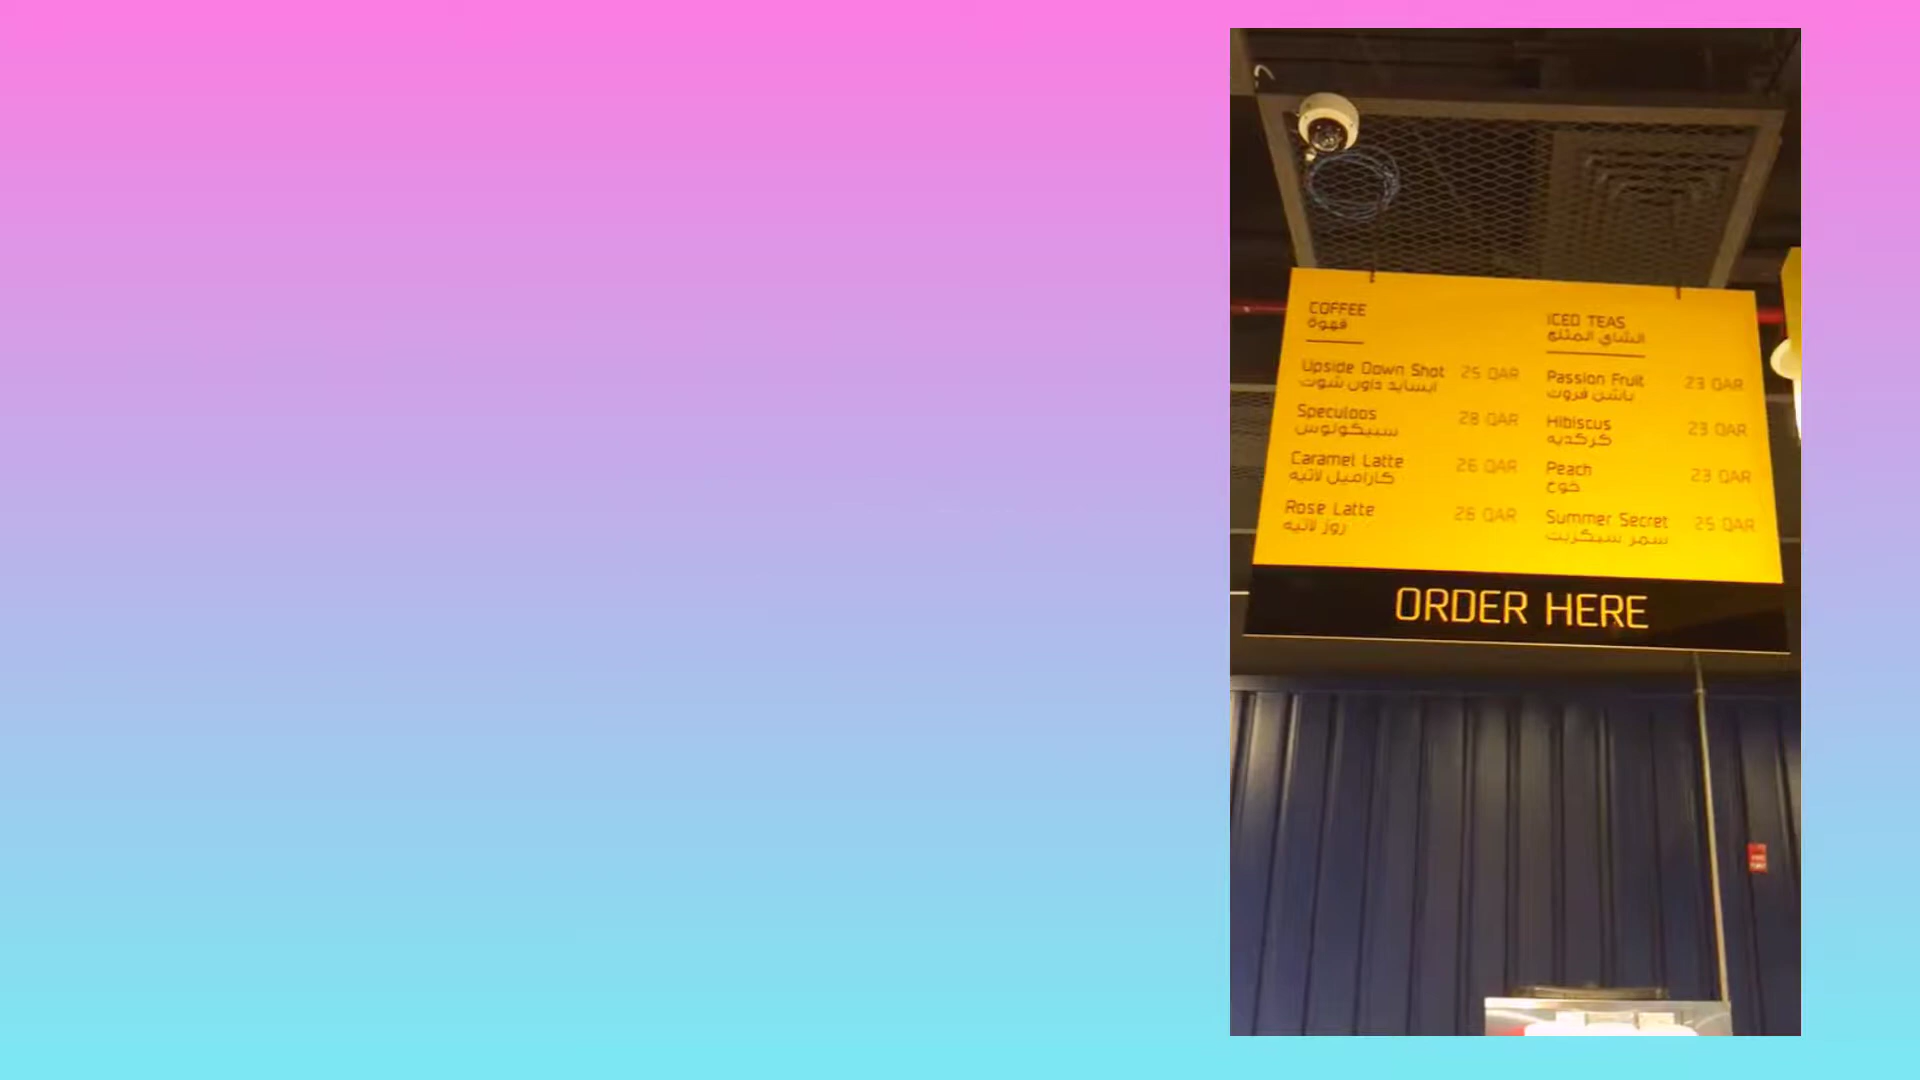 COFFEE
قهوة
Upside Down Shot 25 QAR
ابسايد داون شوت
Speculoos 28 QAR
سبيكولوس
Caramel Latte 26 QAR
كاراميل لاتيه
Rose Latte 26 QAR
روز لاتيه
ICED TEAS
الشاي المثلج
Passion Fruit 23 QAR
باشن فروت
Hibiscus 23 QAR
كركديه
Peach 23 QAR
خوخ
Summer Secret 25 QAR
سمر سيكريت
ORDER HERE